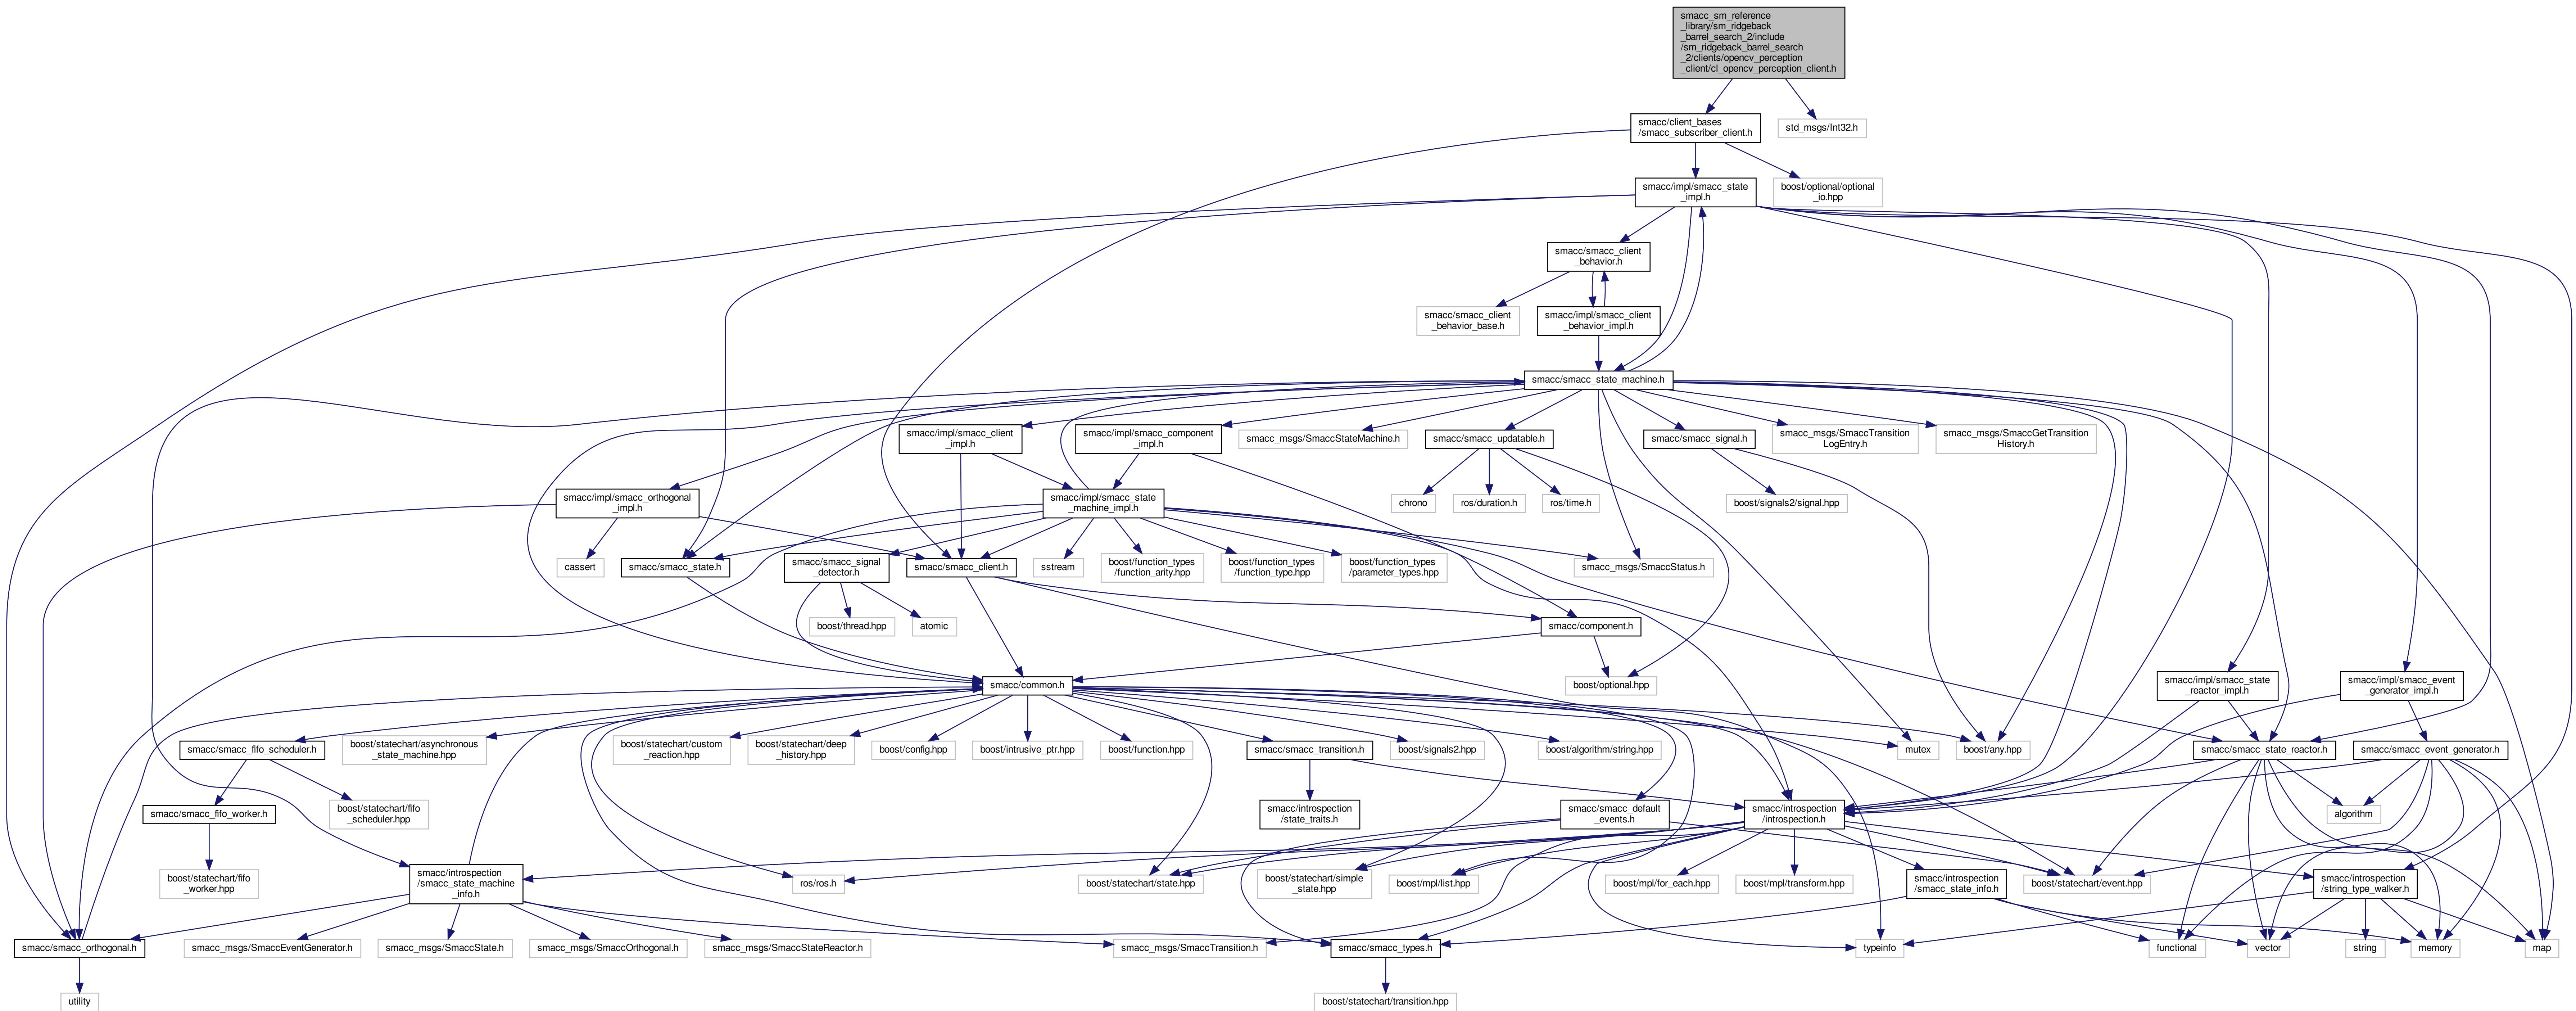 smacc_sm_reference
_library/sm_ridgeback
_barrel_search_2/include
/sm_ridgeback_barrel_search
_2/clients/opencv_perception
_client/cl_opencv_perception_client.h
smacc/client_bases
/smacc_subscriber_client.h
std_msgs/Int32.h
smacc/impl/smacc_state
_impl.h
boost/optional/optional
_io.hpp
smacc/smacc_client
_behavior.h
smacc/smacc_client
_behavior_base.h
smacc/impl/smacc_client
_behavior_impl.h
smacc/smacc_state_machine.h
smacc/impl/smacc_client
_impl.h
smacc/impl/smacc_component
_impl.h
smacc_msgs/SmaccStateMachine.h
smacc/smacc_updatable.h
smacc/smacc_signal.h
smacc_msgs/SmaccTransition
LogEntry.h
smacc_msgs/SmaccGetTransition
History.h
smacc/impl/smacc_orthogonal
_impl.h
smacc/impl/smacc_state
_machine_impl.h
chrono
ros/duration.h
ros/time.h
boost/signals2/signal.hpp
cassert
smacc/smacc_state.h
smacc/smacc_signal
_detector.h
smacc/smacc_client.h
sstream
boost/function_types
/function_arity.hpp
boost/function_types
/function_type.hpp
boost/function_types
/parameter_types.hpp
smacc_msgs/SmaccStatus.h
boost/thread.hpp
atomic
smacc/component.h
smacc/common.h
boost/optional.hpp
smacc/impl/smacc_state
_reactor_impl.h
smacc/impl/smacc_event
_generator_impl.h
smacc/smacc_fifo_scheduler.h
boost/statechart/asynchronous
_state_machine.hpp
boost/statechart/custom
_reaction.hpp
boost/statechart/deep
_history.hpp
boost/config.hpp
boost/intrusive_ptr.hpp
boost/function.hpp
smacc/smacc_transition.h
boost/signals2.hpp
boost/algorithm/string.hpp
mutex
boost/any.hpp
smacc/smacc_state_reactor.h
smacc/smacc_event_generator.h
smacc/smacc_fifo_worker.h
boost/statechart/fifo
_scheduler.hpp
smacc/introspection
/state_traits.h
smacc/smacc_default
_events.h
smacc/introspection
/introspection.h
algorithm
boost/statechart/fifo
_worker.hpp
smacc/introspection
/smacc_state_machine
_info.h
ros/ros.h
boost/statechart/state.hpp
boost/statechart/simple
_state.hpp
boost/mpl/list.hpp
boost/mpl/for_each.hpp
boost/mpl/transform.hpp
smacc/introspection
/smacc_state_info.h
boost/statechart/event.hpp
smacc/introspection
/string_type_walker.h
smacc/smacc_orthogonal.h
smacc_msgs/SmaccEventGenerator.h
smacc_msgs/SmaccState.h
smacc_msgs/SmaccOrthogonal.h
smacc_msgs/SmaccStateReactor.h
smacc_msgs/SmaccTransition.h
smacc/smacc_types.h
typeinfo
functional
vector
string
memory
map
utility
boost/statechart/transition.hpp